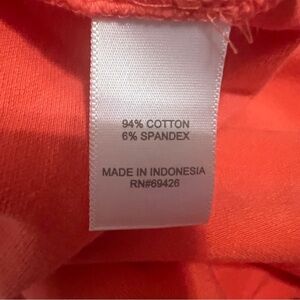 94% COTTON
6% SPANDEX
MADE IN INDONESIA
RN#69426